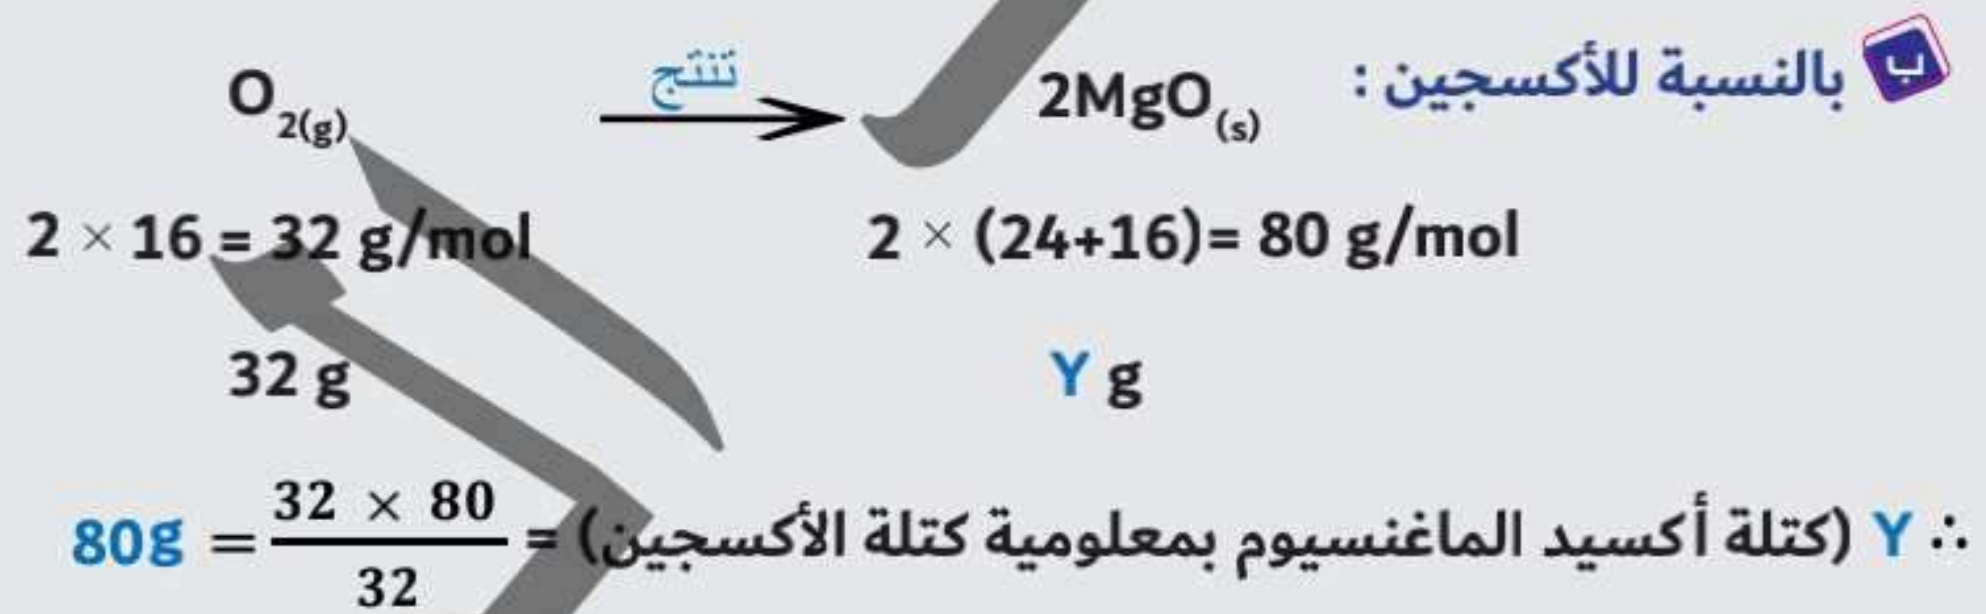 ب بالنسبة للأكسجين :
O2(g) تنتج 2MgO(s)
2 × 16 = 32 g/mol 2 × (24+16)= 80 g/mol
32 g Y g
∴ Y (كتلة أكسيد الماغنسيوم بمعلومية كتلة الأكسجين) = 32 × 80 / 32 = 80g